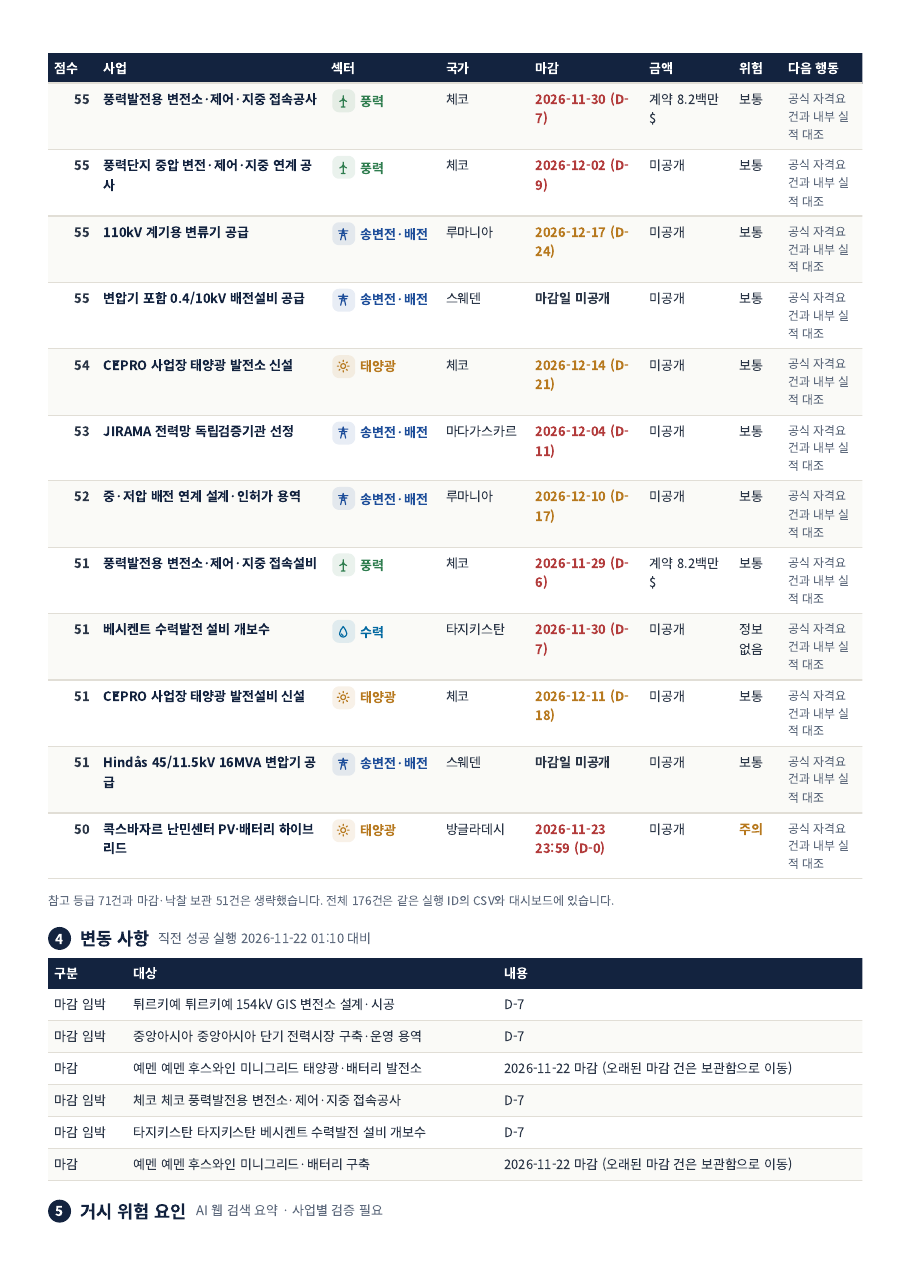 점수 사업 섹터 국가 마감 금액 위험 다음 행동
55 풍력발전용 변전소·제어·지중 접속공사 풍력 체코 2026-11-30 (D- 계약 8.2백만 보통 공식 자격요
7) $ 건과 내부 실
적 대조
55 풍력단지 중압 변전·제어·지중 연계 공 풍력 체코 2026-12-02 (D- 미공개 보통 공식 자격요
사 9) 건과 내부 실
적 대조
55 110kV 계기용 변류기 공급 송변전·배전 루마니아 2026-12-17 (D- 미공개 보통 공식 자격요
24) 건과 내부 실
적 대조
55 변압기 포함 0.4/10kV 배전설비 공급 송변전·배전 스웨덴 마감일 미공개 미공개 보통 공식 자격요
건과 내부 실
적 대조
54 사업장 태양광 발전소 신설 태양광 체코 2026-12-14 (D- 미공개 보통 공식 자격요
21) 건과 내부 실
적 대조
53 JIRAMA 전력망 독립검증기관 선정 송변전·배전 마다가스카르 2026-12-04 (D- 미공개 보통 공식 자격요
11) 건과 내부 실
적 대조
52 중·저압 배전 연계 설계·인허가 용역 송변전·배전 루마니아 2026-12-10 (D- 미공개 보통 공식 자격요
17) 건과 내부 실
적 대조
51 풍력발전용 변전소·제어·지중 접속설비 풍력 체코 2026-11-29 (D- 계약 8.2백만 보통 공식 자격요
6) $ 건과 내부 실
적 대조
51 베시켄트 수력발전 설비 개보수 수력 타지키스탄 2026-11-30 (D- 미공개 정보 공식 자격요
7) 없음 건과 내부 실
적 대조
51 사업장 태양광 발전설비 신설 태양광 체코 2026-12-11 (D- 미공개 보통 공식 자격요
18) 건과 내부 실
적 대조
51 Hindås 45/11.5kV 16MVA 변압기 공 송변전·배전 스웨덴 마감일 미공개 미공개 보통 공식 자격요
급 건과 내부 실
적 대조
50 콕스바자르 난민센터 PV·배터리 하이브 태양광 방글라데시 2026-11-23 미공개 주의 공식 자격요
리드 23:59 (D-0) 건과 내부 실
적 대조
참고 등급 71건과 마감·낙찰 보관 51건은 생략했습니다. 전체 176건은 같은 실행 ID의 CSV와 대시보드에 있습니다.
4 변동 사항 직전 성공 실행 2026-11-22 01:10 대비
구분 대상 내용
마감 임박 튀르키예 튀르키예 154kV GIS 변전소 설계·시공 D-7
마감 임박 중앙아시아 중앙아시아 단기 전력시장 구축·운영 용역 D-7
마감 예멘 예멘 후스와인 미니그리드 태양광·배터리 발전소 2026-11-22 마감 (오래된 마감 건은 보관함으로 이동)
마감 임박 체코 체코 풍력발전용 변전소·제어·지중 접속공사 D-7
마감 임박 타지키스탄 타지키스탄 베시켄트 수력발전 설비 개보수 D-7
마감 예멘 예멘 후스와인 미니그리드·배터리 구축 2026-11-22 마감 (오래된 마감 건은 보관함으로 이동)
5 거시 위험 요인 AI 웹 검색 요약 · 사업별 검증 필요